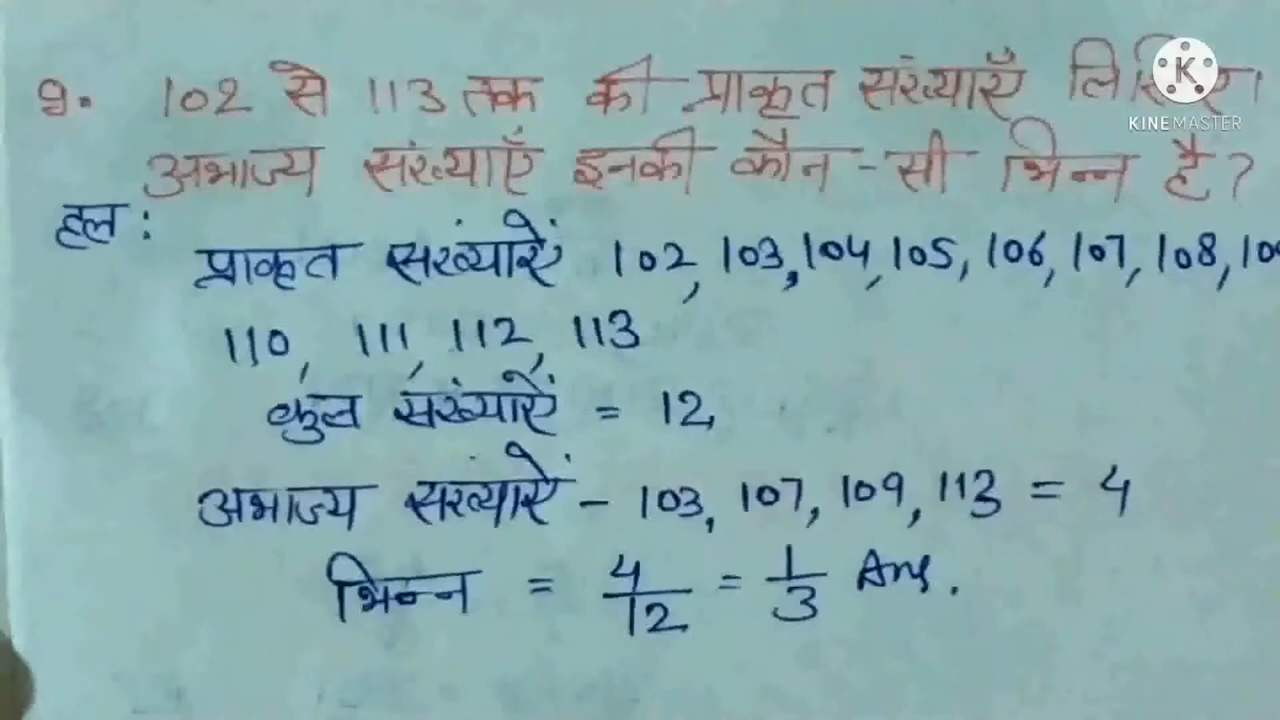 9. 102 से 113 तक की प्राकृत संख्याएँ लिखिए।
अभाज्य संख्याएँ इनकी कौन-सी भिन्न है?
हल:
प्राकृत संख्याऐं 102, 103, 104, 105, 106, 107, 108, 109
110, 111, 112, 113
कुल संख्याऐं = 12
अभाज्य संख्याऐं - 103, 107, 109, 113 = 4
भिन्न = 4/12 = 1/3 Ans.
K
KINEMASTER